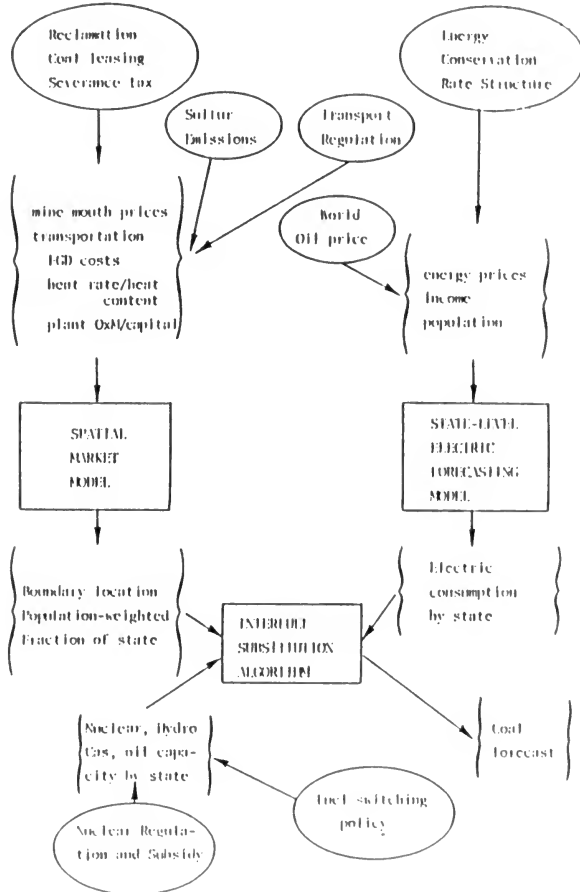 Reclamation
Coal leasing
Severance tax
Energy
Conservation
Rate Structure
Sulfur
Emissions
Transport
Regulation
mine mouth prices
transportation
FGD costs
heat rate/heat
content
plant OxM/capital
World
Oil price
energy prices
Income
population
SPATIAL
MARKET
MODEL
STATE-LEVEL
ELECTRIC
FORECASTING
MODEL
Boundary location
Population-weighted
Fraction of state
INTERFUEL
SUBSTITUTION
ALGORITHM
Electric
consumption
by state
Nuclear, Hydro
Gas, oil capa-
city by state
Coal
forecast
Fuel switching
policy
Nuclear Regula-
tion and Subsidy